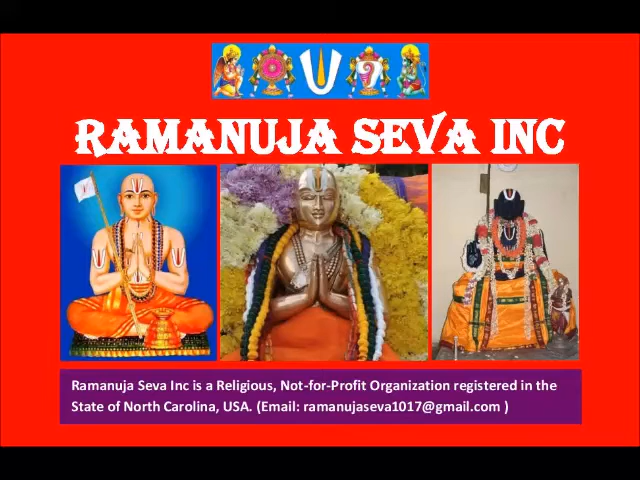 RAMANUJA SEVA INC
Ramanuja Seva Inc is a Religious, Not-for-Profit Organization registered in the
State of North Carolina, USA. (Email: ramanujaseva1017@gmail.com )